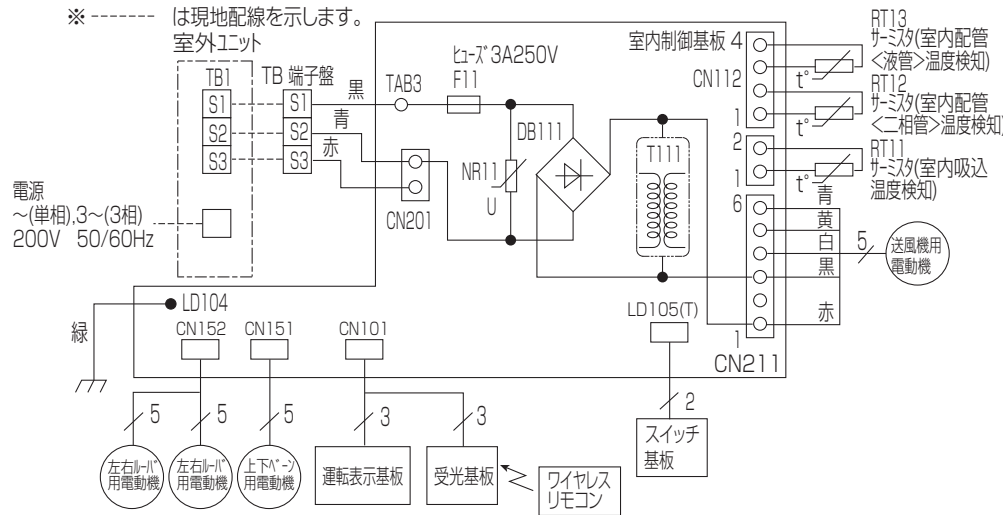 ※ ------- は現地配線を示します。
室外ユニット
TB1
TB 端子盤
S1
S2
S3
S1
S2
S3
黒
青
赤
TAB3
ヒューズ 3A250V
F11
CN201
NR11
U
DB111
T111
電源
～(単相),3～(3相)
200V 50/60Hz
室内制御基板
4
CN112
1
2
1
6
1
CN211
t°
t°
t°
RT13
サーミスタ(室内配管
<液管>温度検知)
RT12
サーミスタ(室内配管
<二相管>温度検知)
RT11
サーミスタ(室内吸込
温度検知)
青
黄
白
黒
赤
5
送風機用
電動機
LD104
緑
CN152
CN151
CN101
LD105(T)
5
5
5
3
3
2
左右ルーバ
用電動機
左右ルーバ
用電動機
上下ベーン
用電動機
運転表示基板
受光基板
ワイヤレス
リモコン
スイッチ
基板